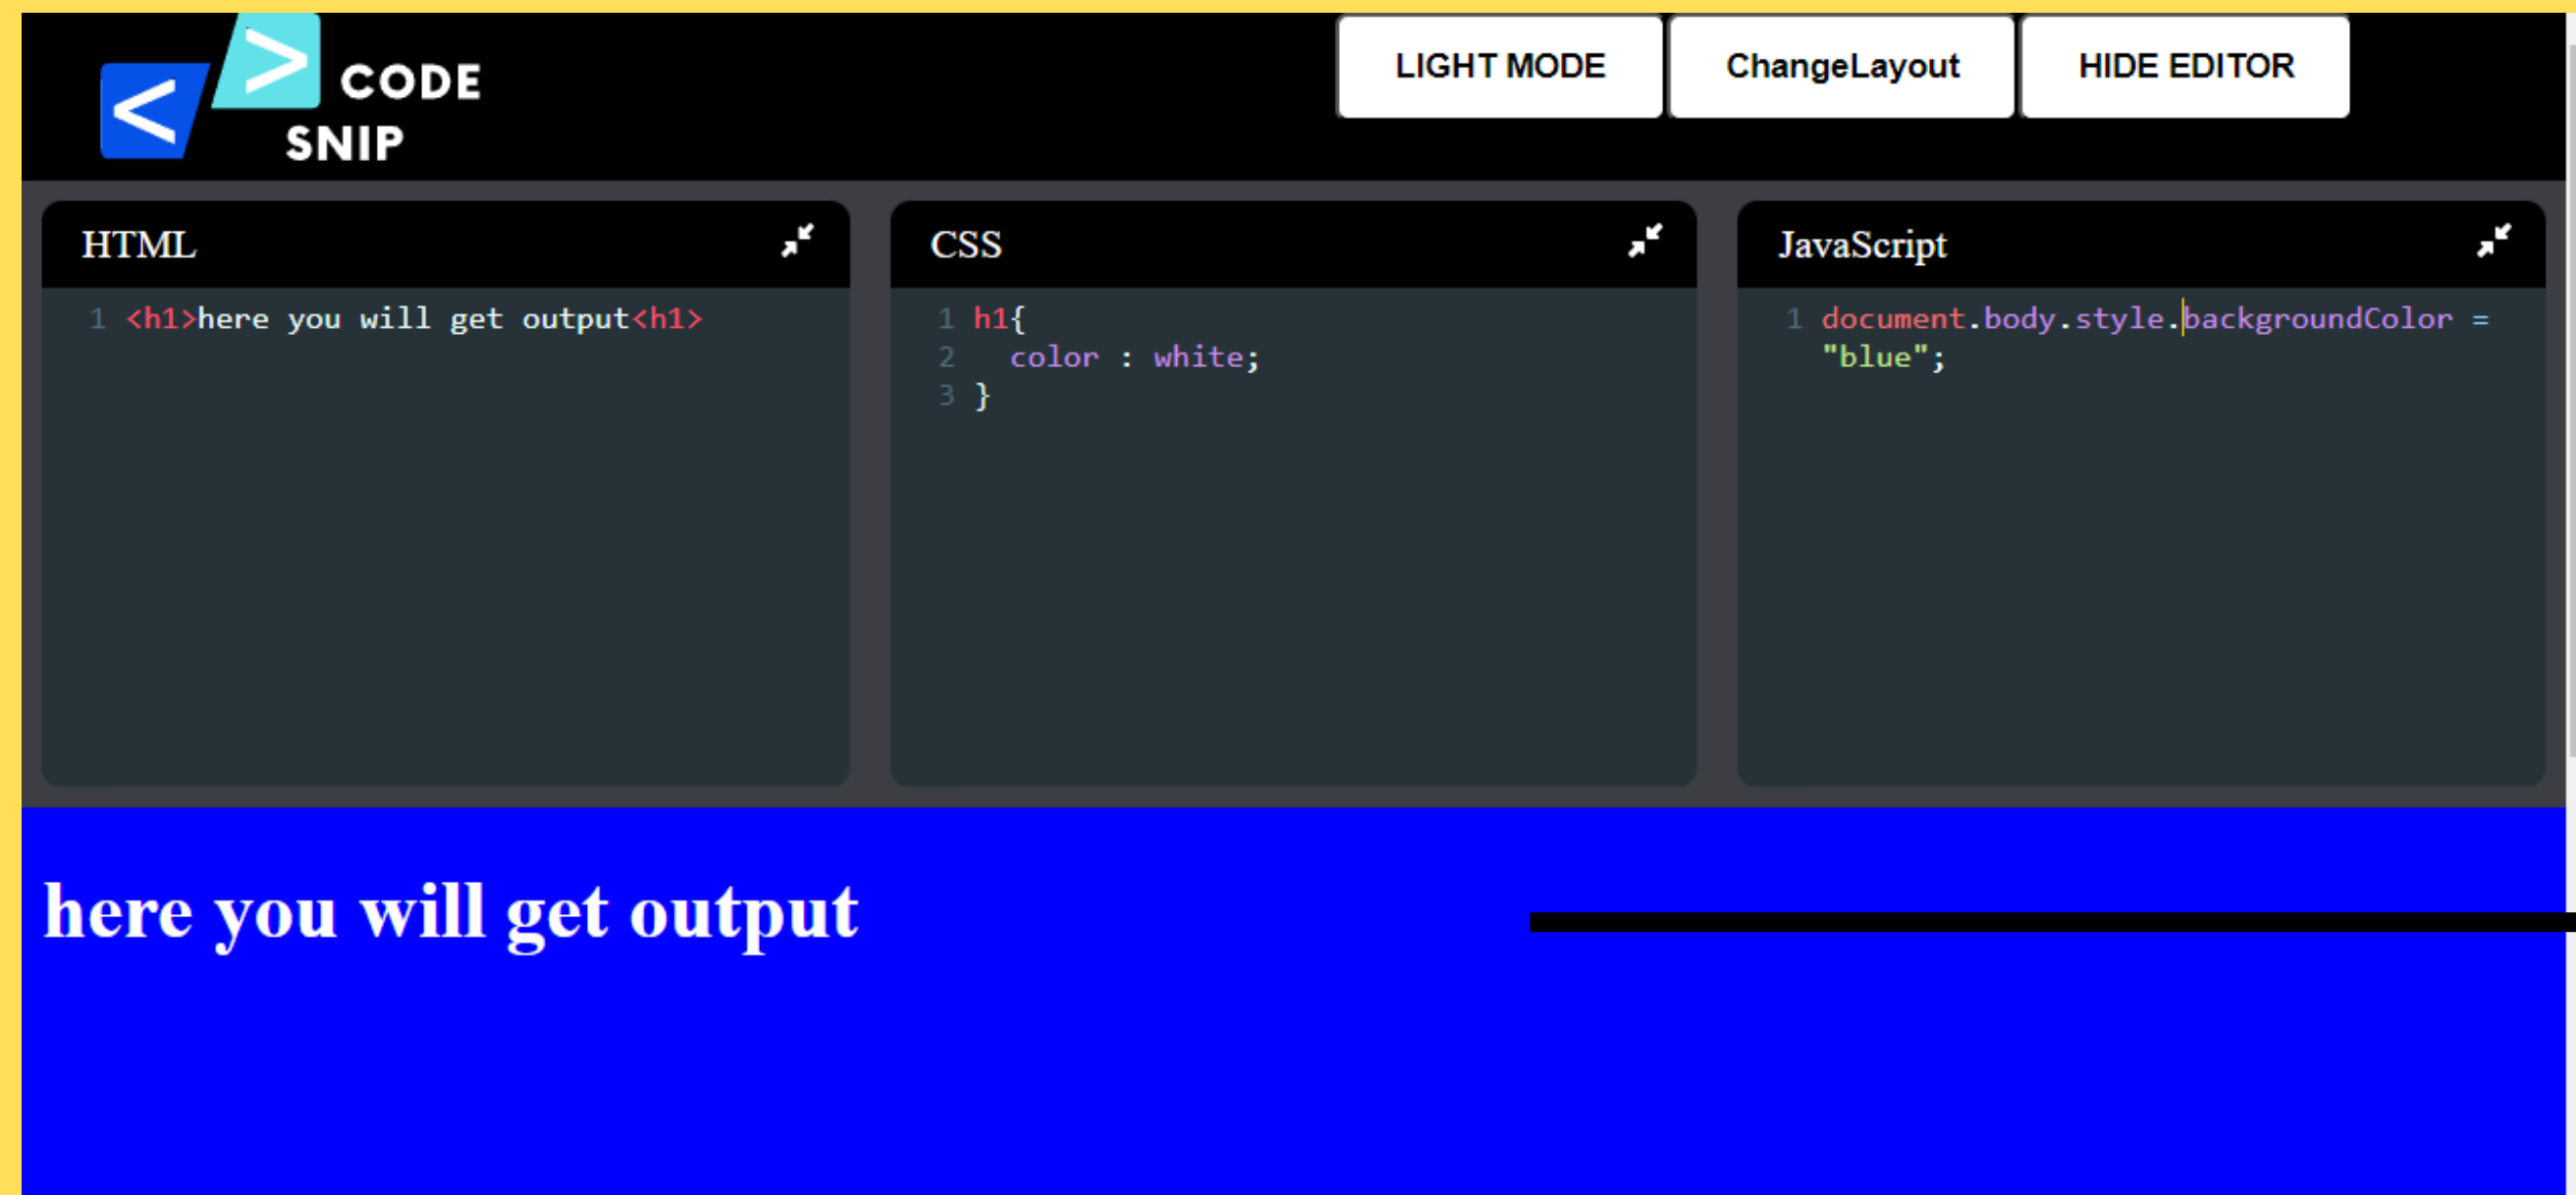 CODE
SNIP
LIGHT MODE ChangeLayout HIDE EDITOR
HTML
1 <h1>here you will get output<h1>
CSS
1 h1{
2   color : white;
3 }
JavaScript
1 document.body.style.backgroundColor =
"blue";
here you will get output